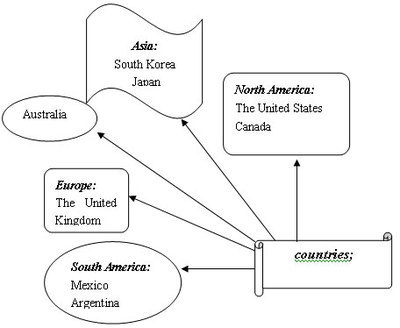 Asia:
South Korea
Japan
North America:
The United States
Canada
Australia
Europe:
The United
Kingdom
countries;
South America:
Mexico
Argentina